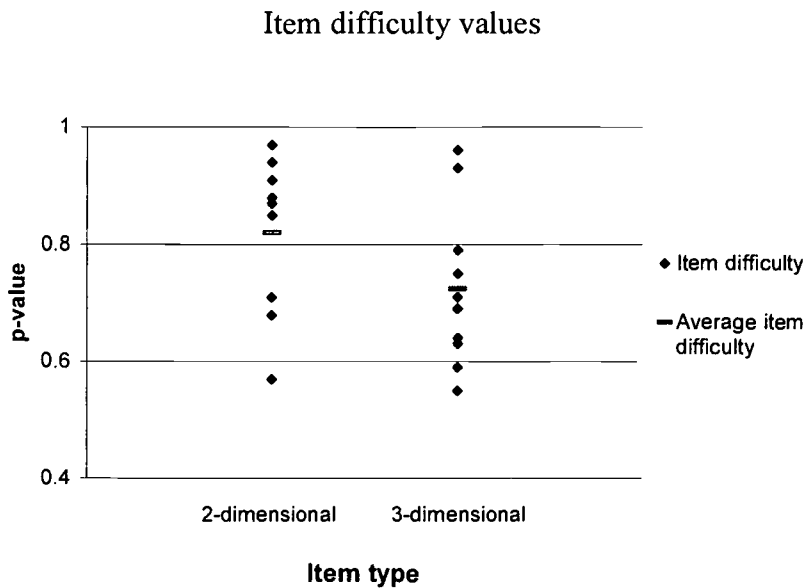 Item difficulty values
1
0.8
0.6
0.4
p-value
2-dimensional
3-dimensional
Item type
Item difficulty
Average item
difficulty